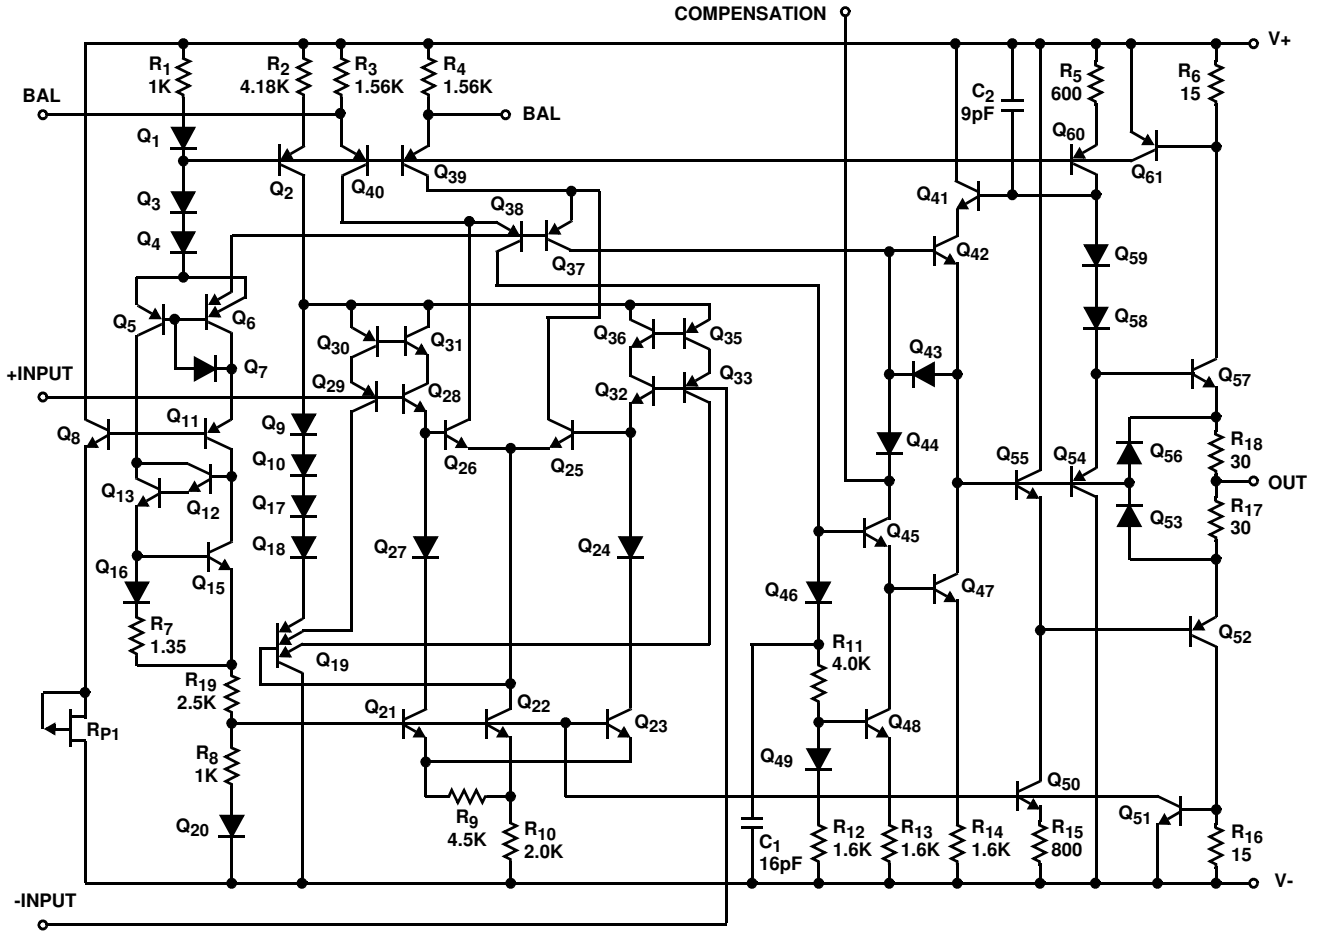 COMPENSATION
V+
R1
1K
R2
4.18K
R3
1.56K
R4
1.56K
C2
9pF
R5
600
R6
15
BAL
BAL
Q1
Q2
Q40
Q39
Q60
Q61
Q3
Q38
Q41
Q4
Q37
Q42
Q59
Q5
Q6
Q58
Q30
Q31
Q36
Q35
Q43
+INPUT
Q7
Q29
Q28
Q32
Q33
Q57
Q8
Q11
Q9
Q26
Q25
Q44
Q55
Q54
Q56
R18
30
Q10
OUT
Q13
Q12
Q17
Q53
R17
30
Q16
Q15
Q18
Q27
Q24
Q45
Q46
Q47
R7
1.35
Q19
R11
4.0K
Q52
R19
2.5K
RP1
Q21
Q22
Q23
Q48
R8
1K
Q49
Q50
Q20
R9
4.5K
R10
2.0K
C1
16pF
R12
1.6K
R13
1.6K
R14
1.6K
R15
800
Q51
R16
15
V-
-INPUT